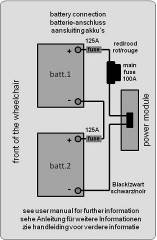 battery connection
batterie-anschluss
aansluiting akku's
125A
fuse
red/rood
rot/rouge
+
batt.1
-
main
fuse
100A
front of the wheelchair
power module
125A
fuse
+
batt.2
-
Black/zwart
schwarz/noir
see user manual for further information
sehe Anleitung für weitere Informationen
zie handleiding voor verdere informatie